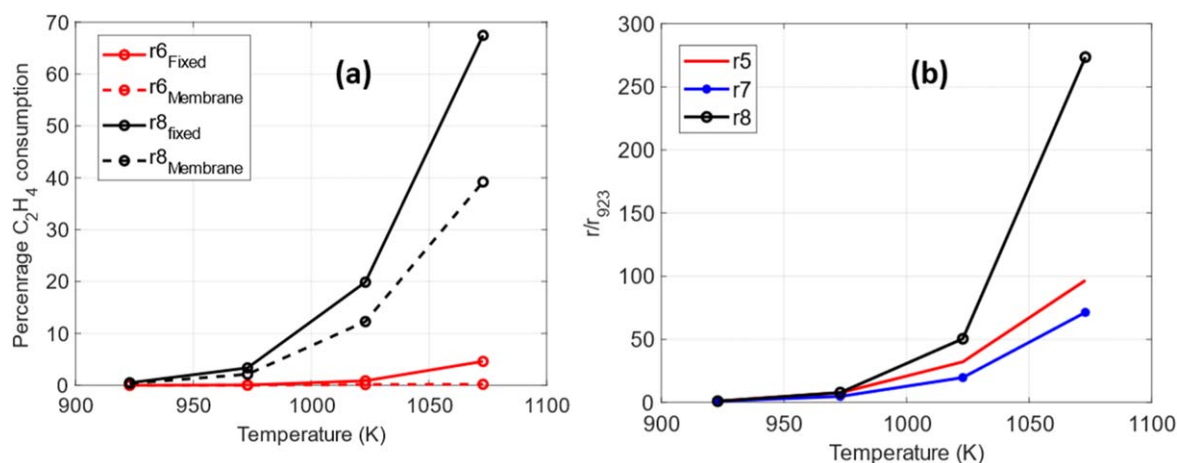 Percenrage C2H4 consumption
70
60
50
40
30
20
10
0
r6Fixed
r6Membrane
r8fixed
r8Membrane
(a)
900 950 1000 1050 1100
Temperature (K)
r/r923
300
250
200
150
100
50
0
r5
r7
r8
(b)
900 950 1000 1050 1100
Temperature (K)